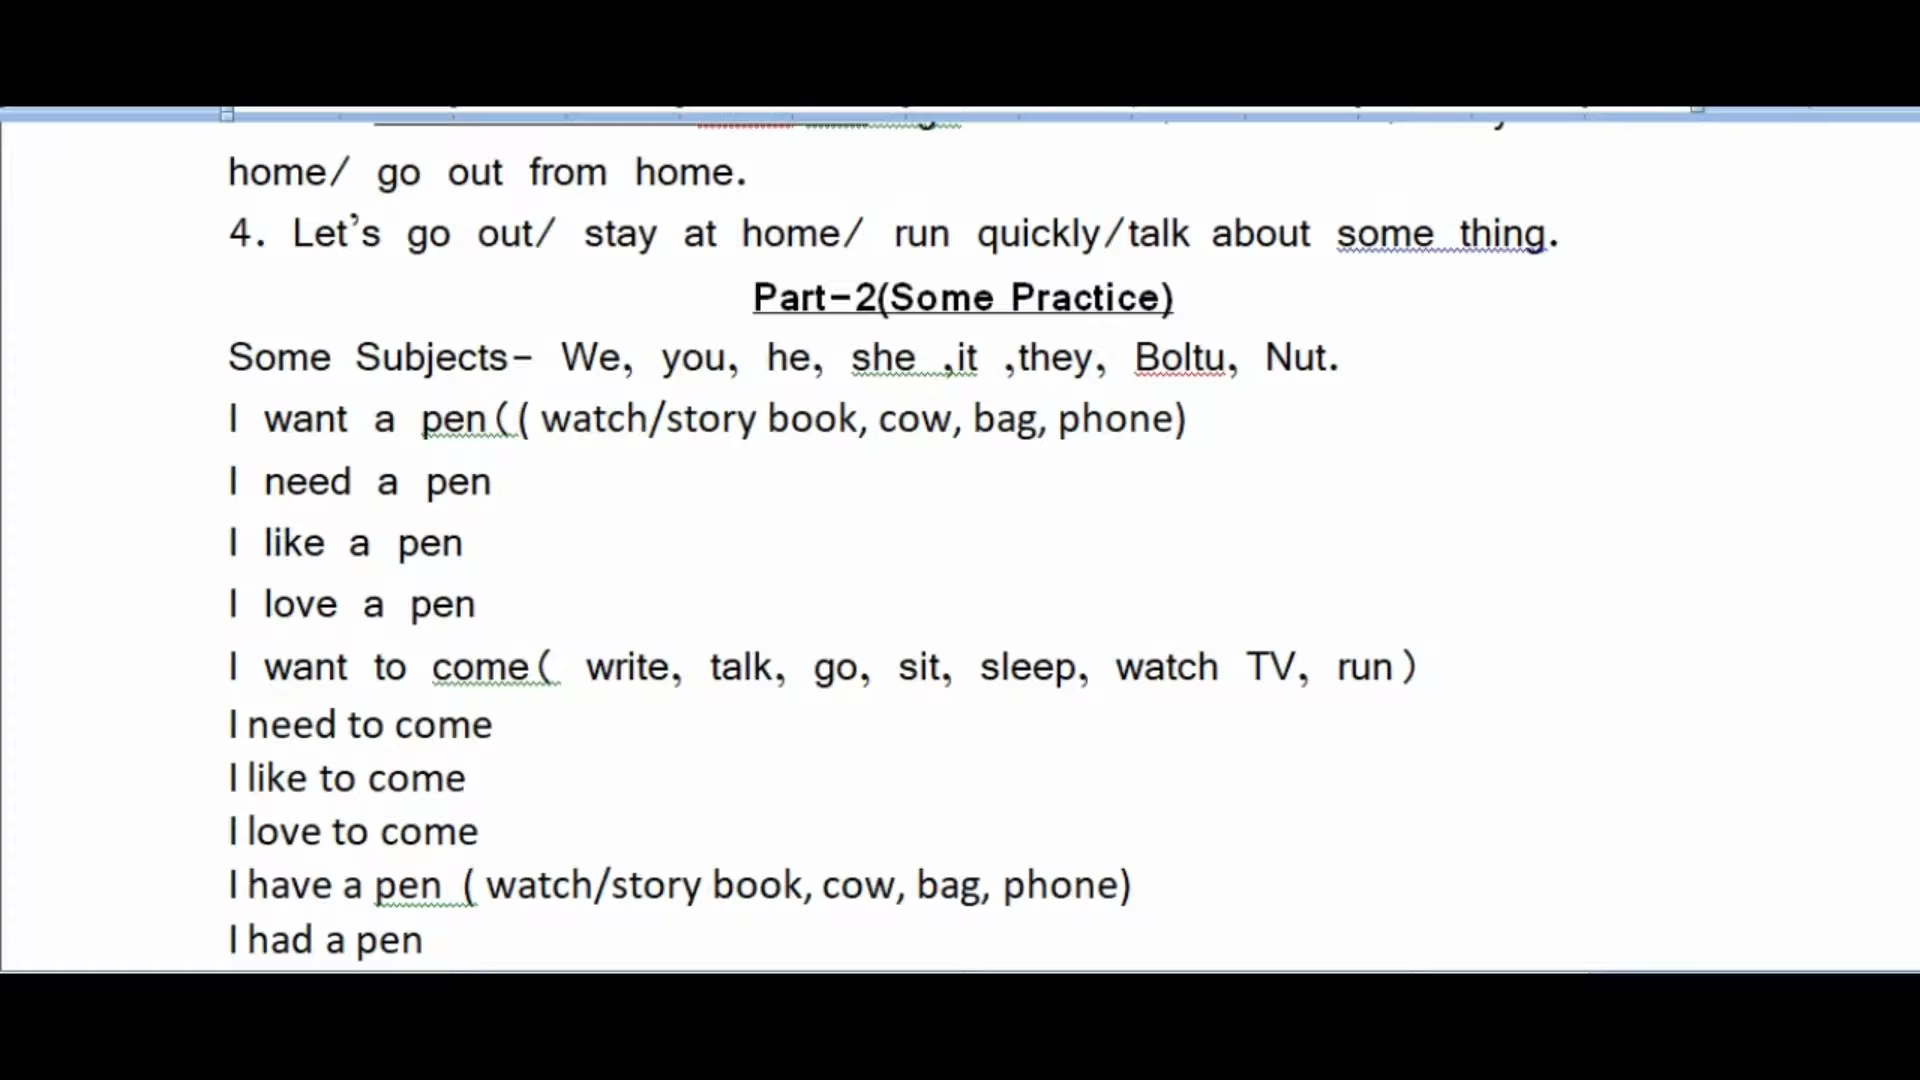 home/ go out from home.
4. Let's go out/ stay at home/ run quickly/talk about some thing.
Part-2(Some Practice)
Some Subjects- We, you, he, she ,it ,they, Boltu, Nut.
I want a pen(( watch/story book, cow, bag, phone)
I need a pen
I like a pen
I love a pen
I want to come( write, talk, go, sit, sleep, watch TV, run)
I need to come
I like to come
I love to come
I have a pen ( watch/story book, cow, bag, phone)
I had a pen